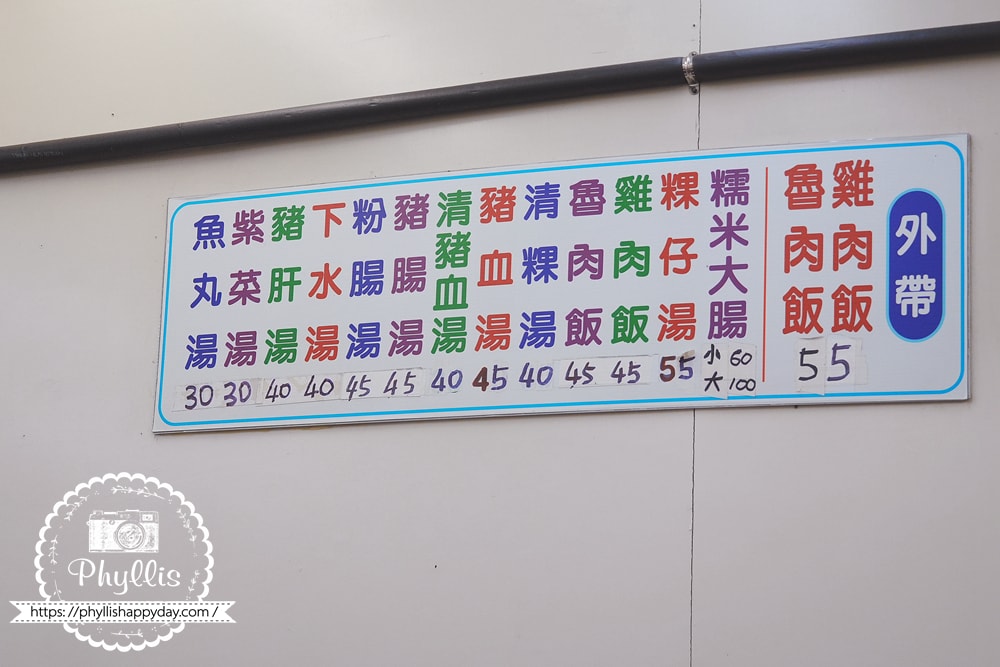 外帶
雞肉飯
魯肉飯
55
糯米大腸
小 60
大 100
粿仔湯
55
雞肉飯
45
魯肉飯
45
清粿湯
40
豬血湯
45
清豬血湯
40
豬腸湯
45
粉腸湯
45
下水湯
40
豬肝湯
40
紫菜湯
30
魚丸湯
30
Phyllis
https://phyllishappyday.com/